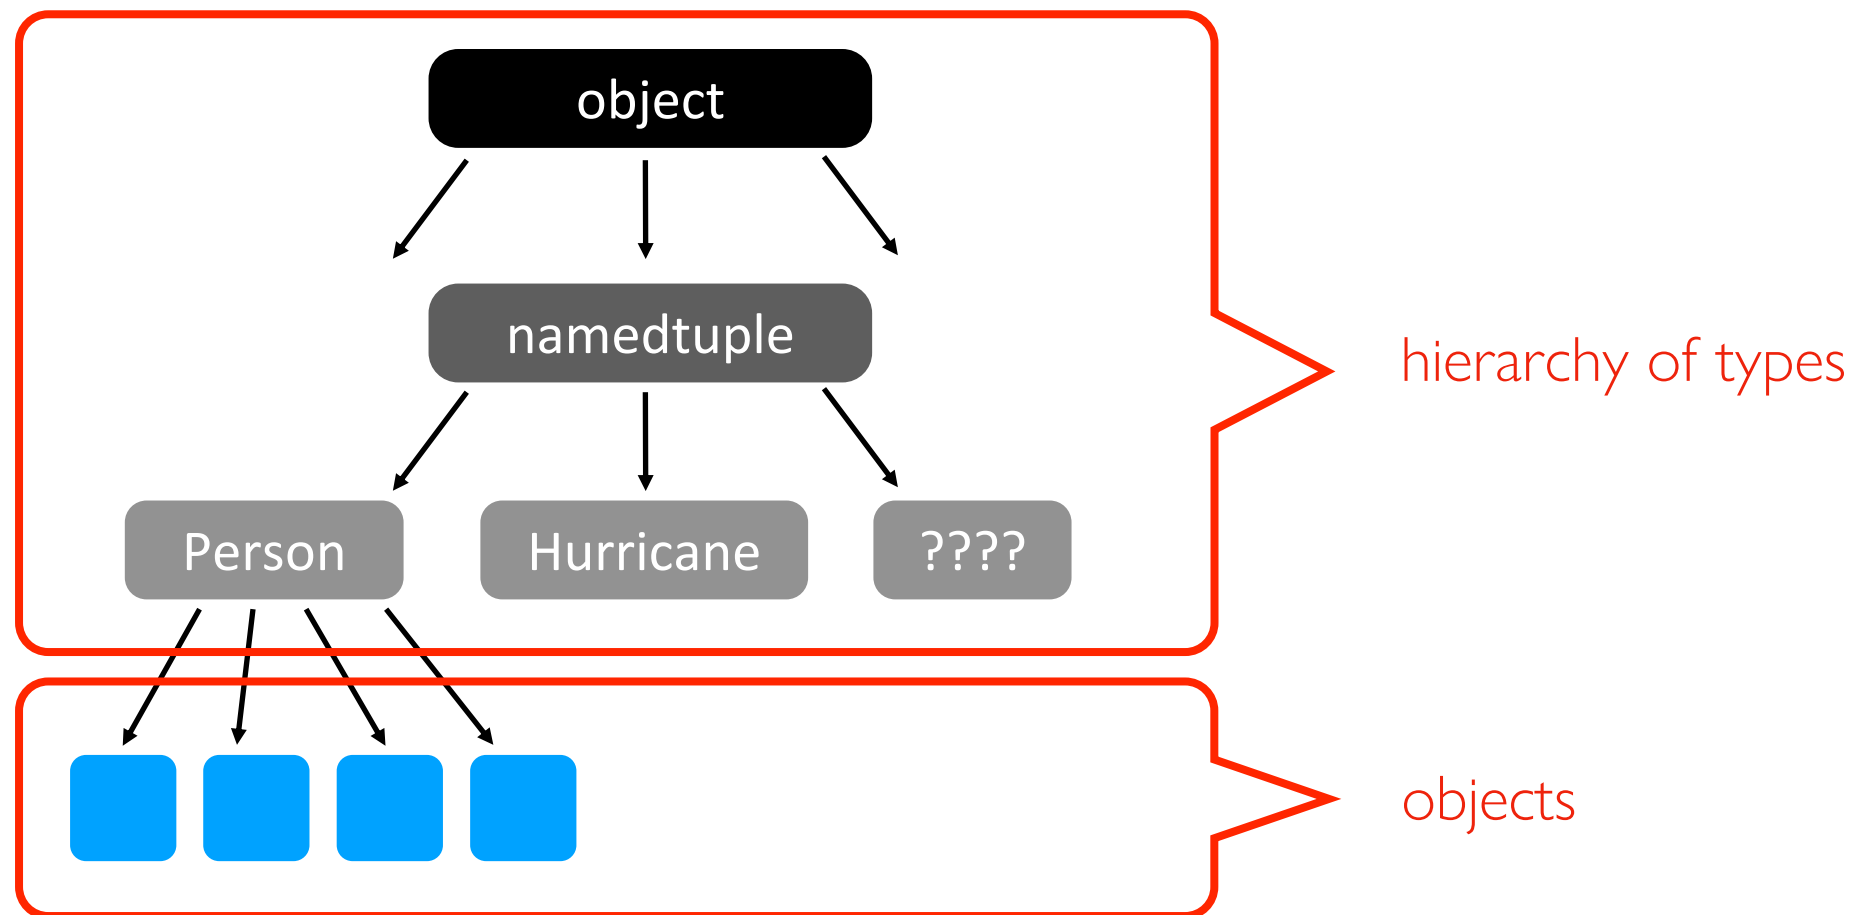 object
namedtuple
hierarchy of types
Person
Hurricane
????
objects